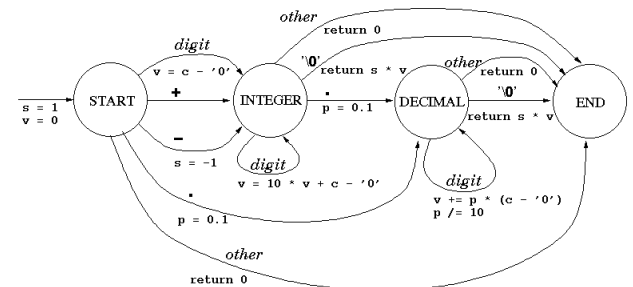 other
return 0
digit
v = c - '0'
'\0'
return s * v
other
return 0
START
+
INTEGER
.
p = 0.1
DECIMAL
'\0'
return s * v
END
s = 1
v = 0
-
s = -1
digit
v = 10 * v + c - '0'
digit
v += p * (c - '0')
p /= 10
.
p = 0.1
other
return 0